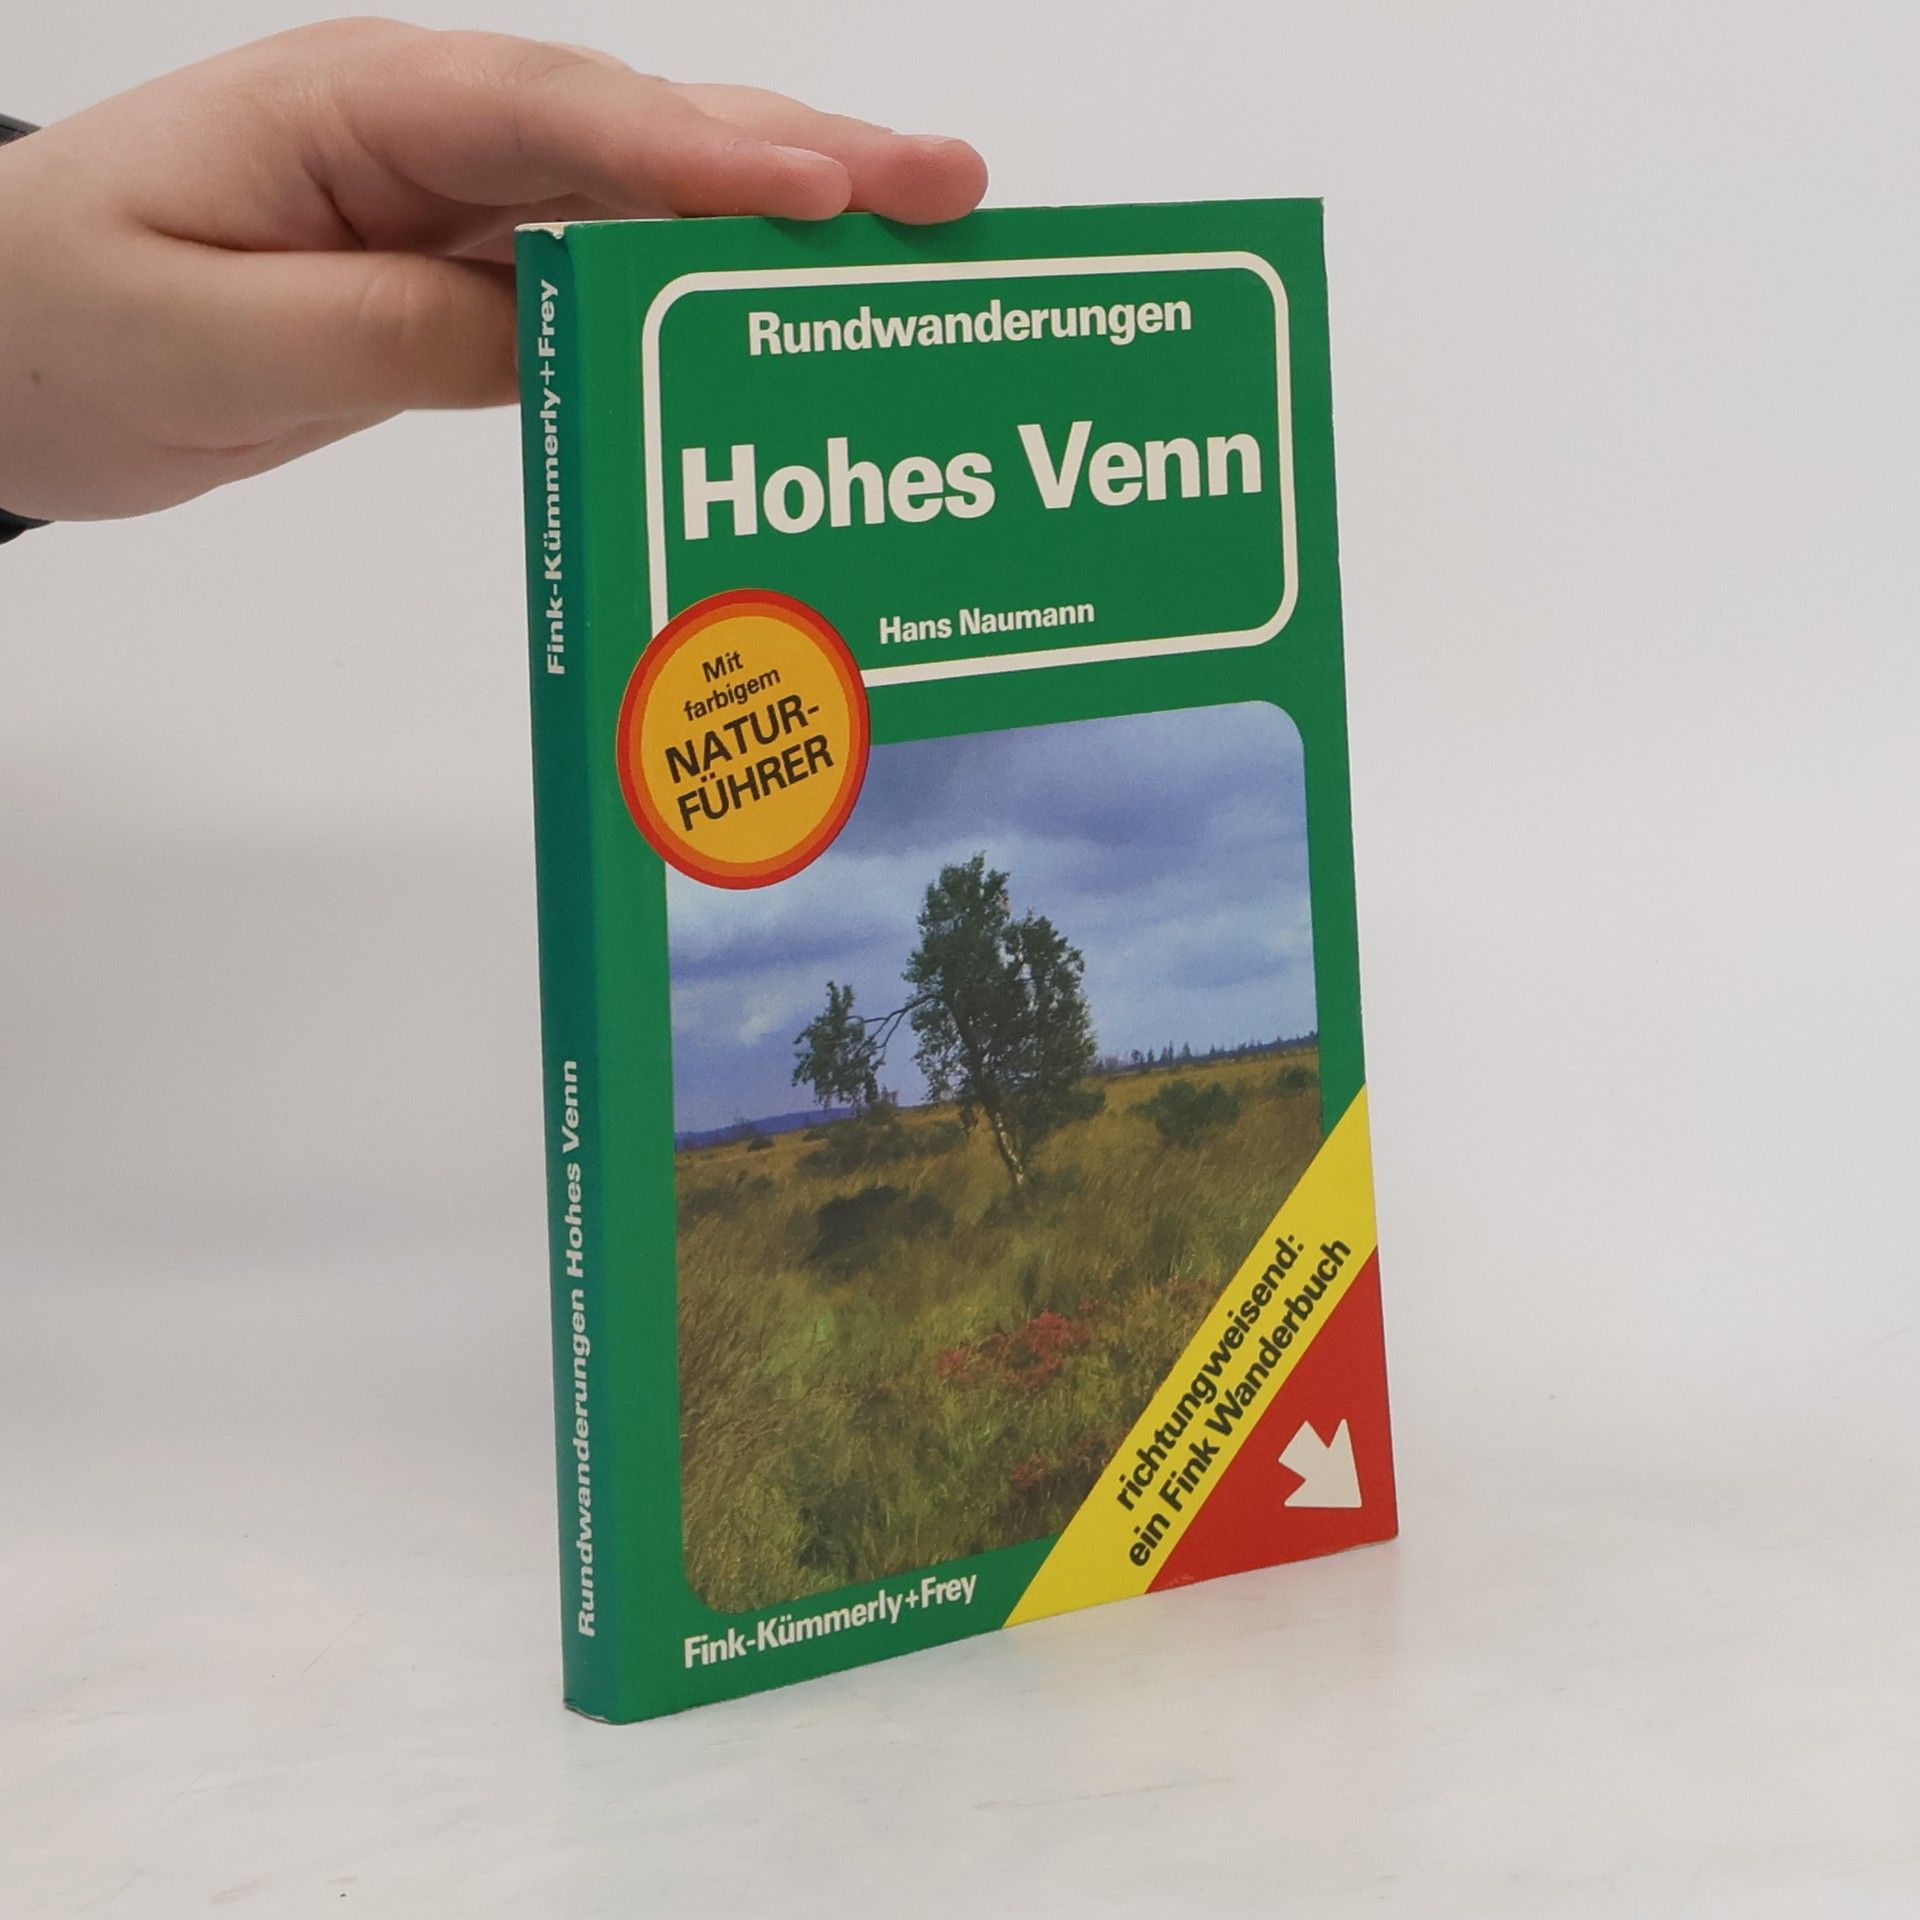 Rundwanderungen
Hohes Venn
Hans Naumann
Mit
farbigem
NATUR-
FÜHRER
richtungweisend:
ein Fink Wanderbuch
Fink-Kümmerly+Frey
Fink-Kümmerly+Frey
Rundwanderungen Hohes Venn